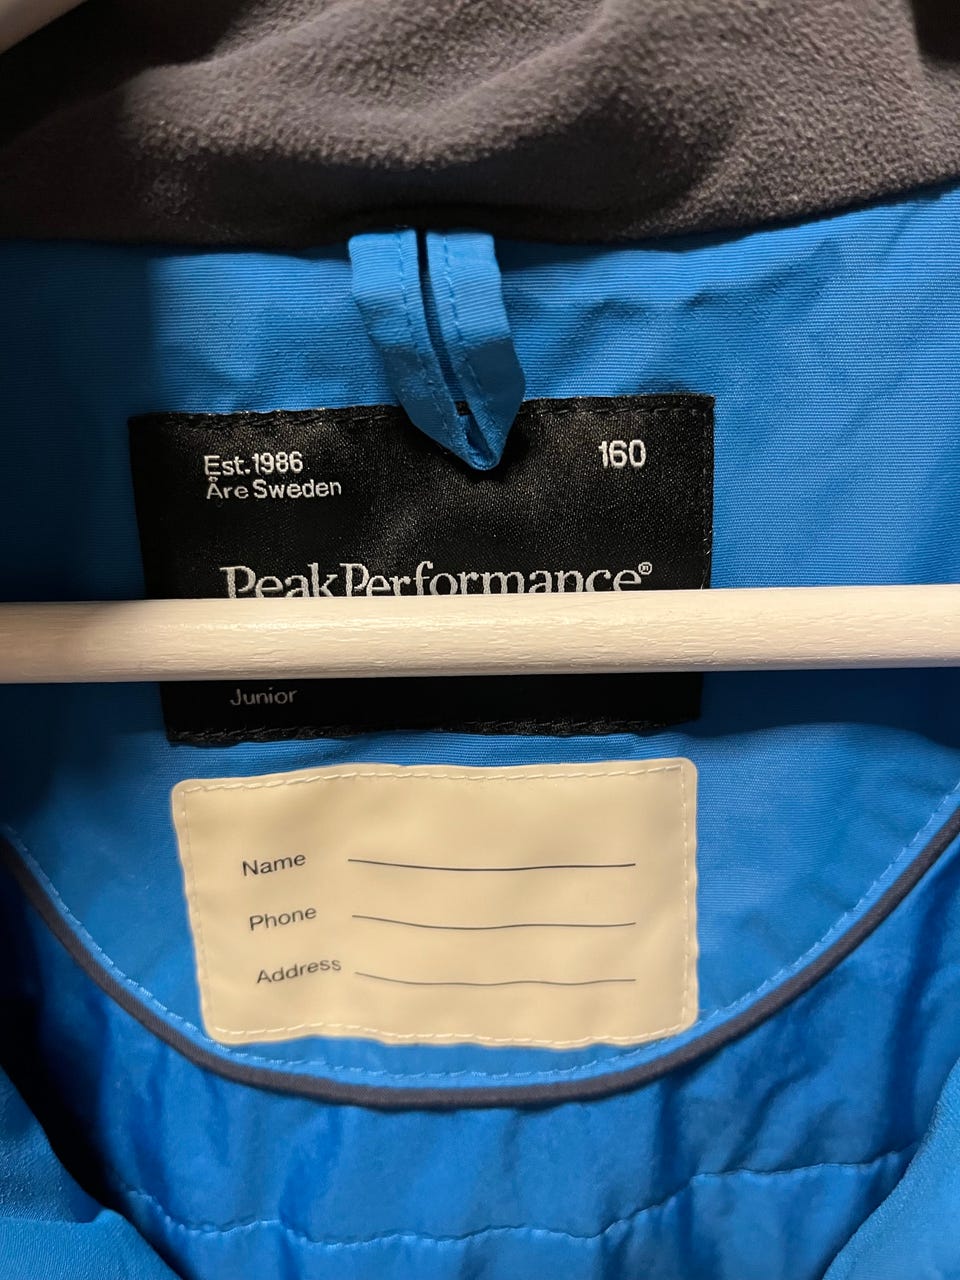 Est.1986
Åre Sweden
160
PeakPerformance®
Junior
Name
Phone
Address